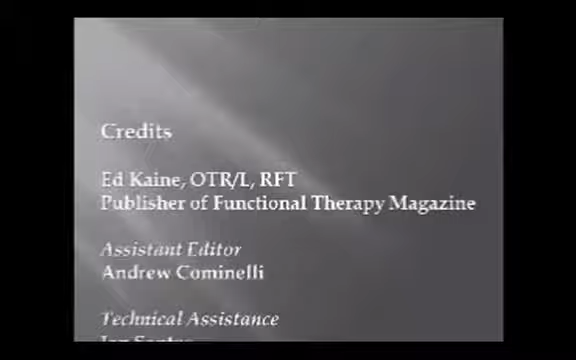 Credits
Ed Kaine, OTR/L, RFT
Publisher of Functional Therapy Magazine
Assistant Editor
Andrew Cominelli
Technical Assistance